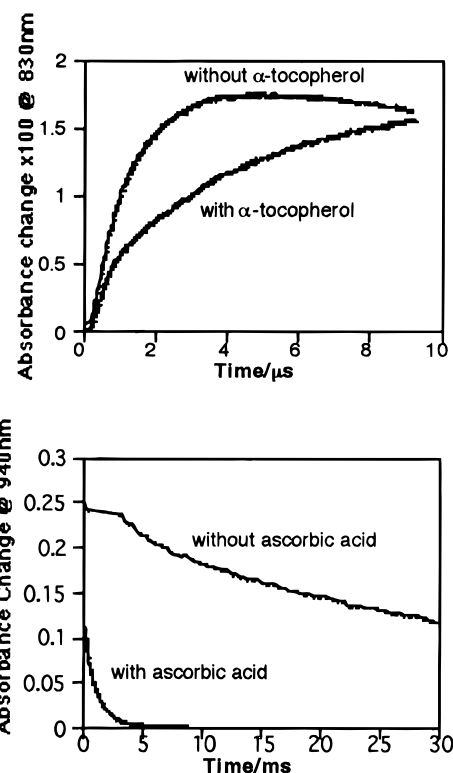 Absorbance change x100 @ 830nm
2
1.5
1
0.5
0
without α-tocopherol
with α-tocopherol
0 2 4 6 8 10
Time/μs
Absorbance Change @ 940nm
0.3
0.25
0.2
0.15
0.1
0.05
0
without ascorbic acid
with ascorbic acid
0 5 10 15 20 25 30
Time/ms